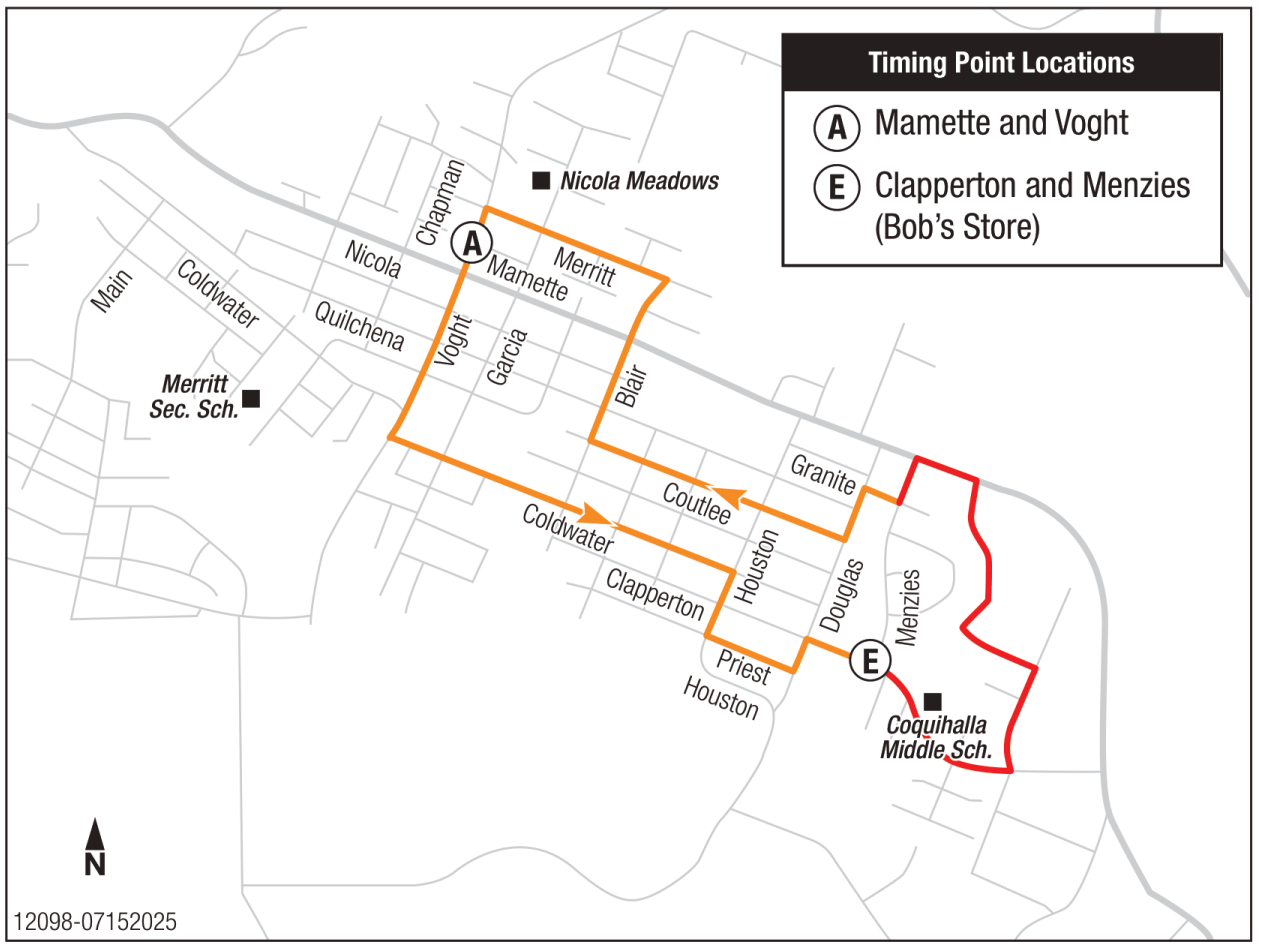 Timing Point Locations
A Mamette and Voght
E Clapperton and Menzies
(Bob's Store)
Nicola Meadows
Chapman
A
Merritt
Mamette
Nicola
Main
Coldwater
Quilchena
Voght
Garcia
Blair
Merritt
Sec. Sch.
Granite
Coutlee
Coldwater
Houston
Clapperton
Douglas
Menzies
E
Priest
Houston
Coquihalla
Middle Sch.
N
12098-07152025